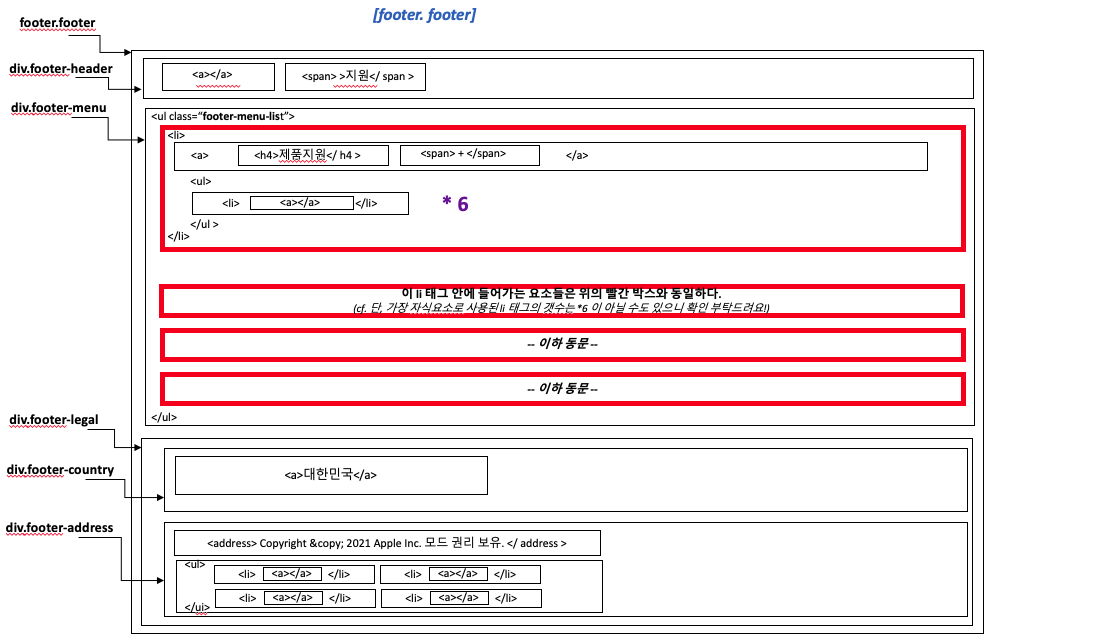 [footer. footer]
footer.footer
div.footer-header
<a></a>
<span> >지원</ span >
div.footer-menu
<ul class=“footer-menu-list”>
<li>
<a> <h4>제품지원</ h4 > <span> + </span> </a>
<ul>
<li> <a></a> </li> * 6
</ul >
</li>
이 li 태그 안에 들어가는 요소들은 위의 빨간 박스와 동일하다.
(cf. 단, 가장 자식요소로 사용된 li 태그의 갯수는 *6 이 아닐 수도 있으니 확인 부탁드려요!)
-- 이하 동문 --
-- 이하 동문 --
</ul>
div.footer-legal
div.footer-country
<a>대한민국</a>
div.footer-address
<address> Copyright &copy; 2021 Apple Inc. 모드 권리 보유. </ address >
<ul>
<li> <a></a> </li> <li> <a></a> </li>
<li> <a></a> </li> <li> <a></a> </li>
</ui>